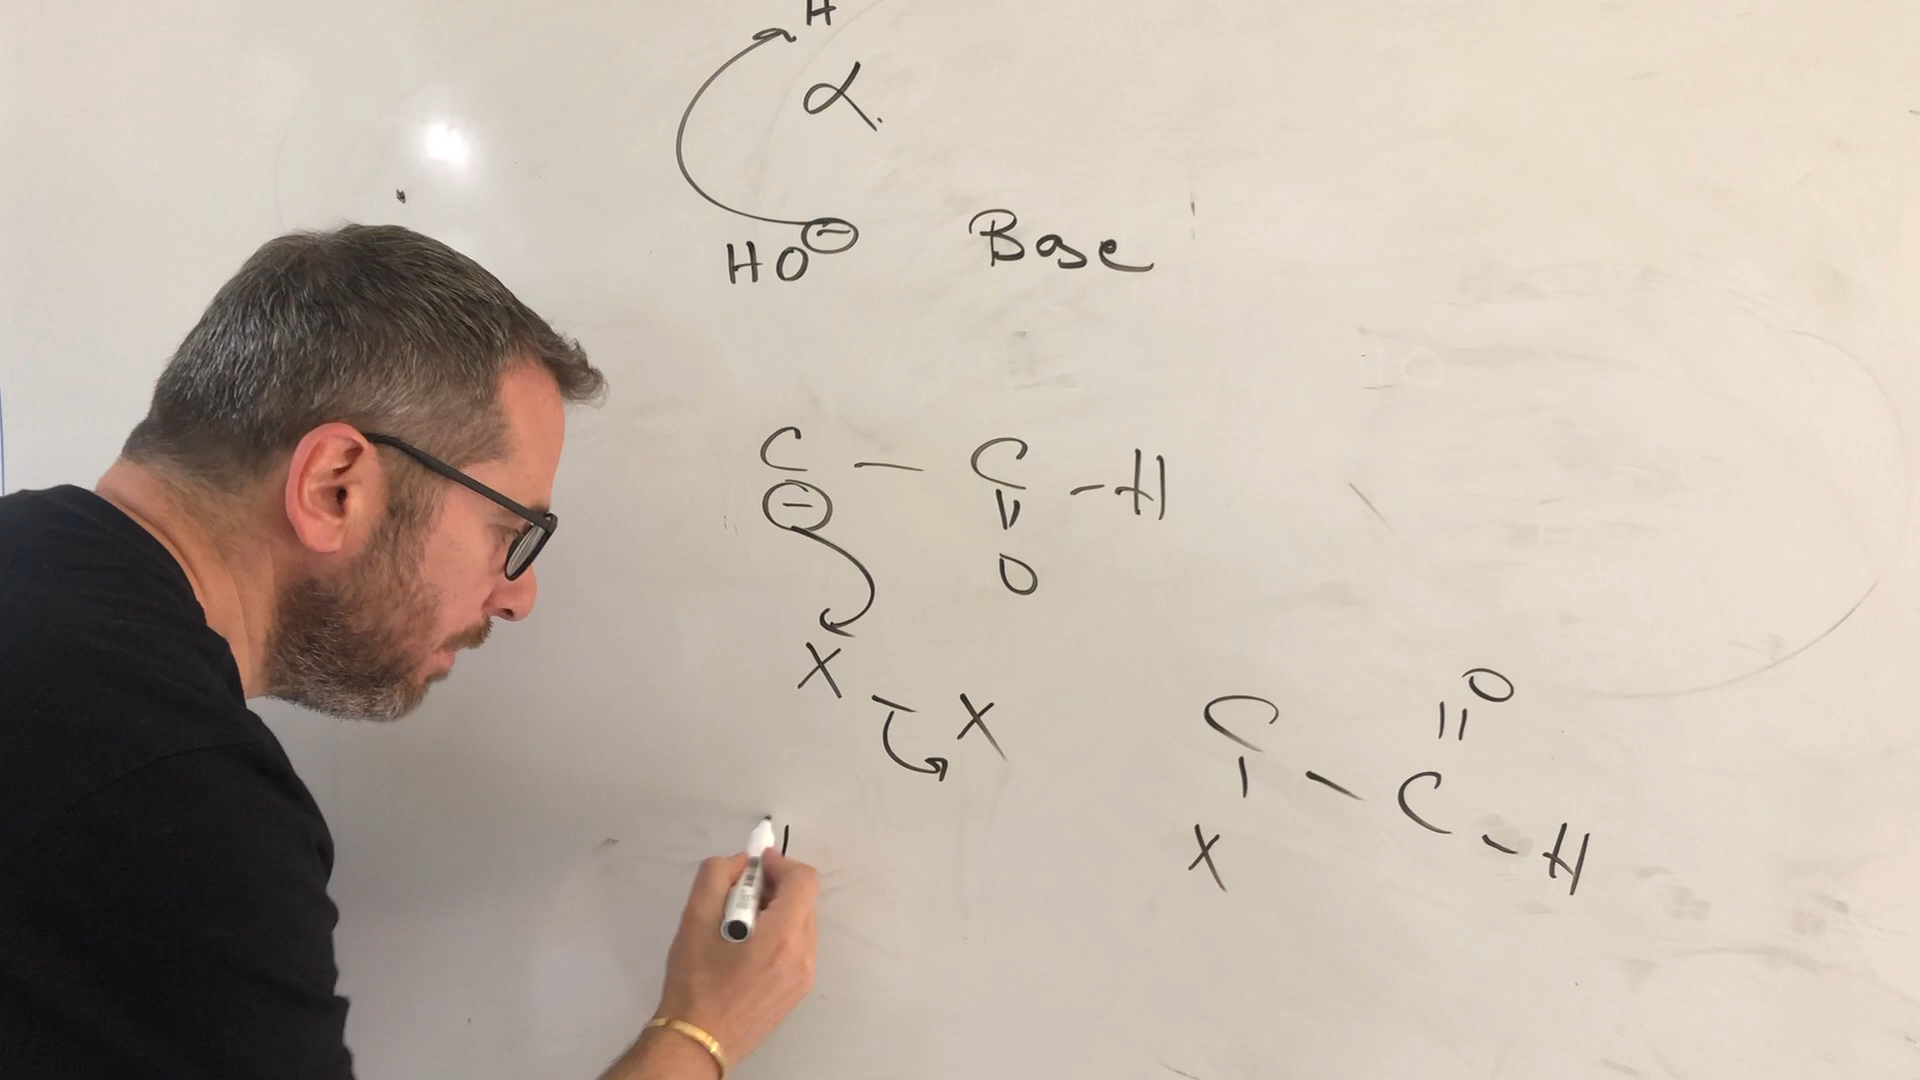 H
α
HO⊖ Base
C — C - H
⊖ ||
O
X — X
O
||
C — C - H
|
X